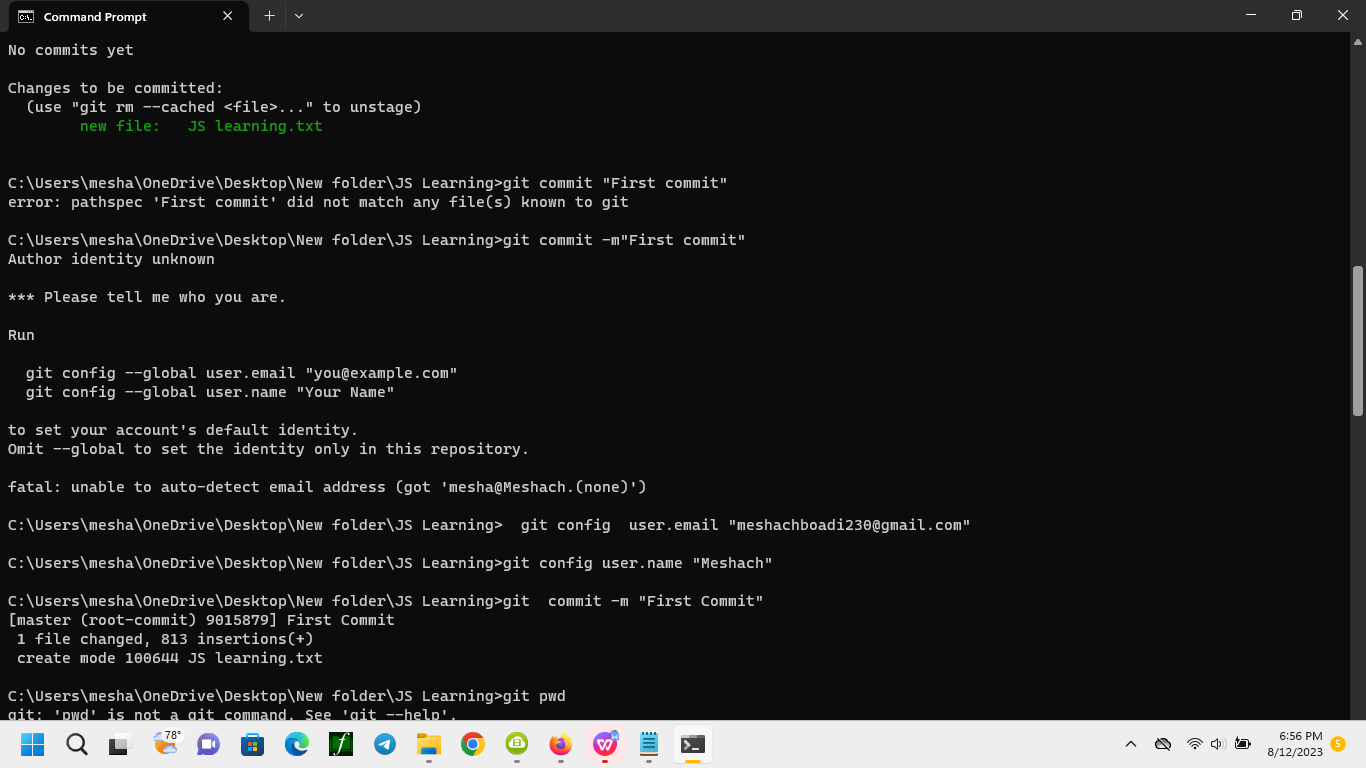 Command Prompt
No commits yet
Changes to be committed:
(use "git rm --cached <file>..." to unstage)
new file:   JS learning.txt
C:\Users\mesha\OneDrive\Desktop\New folder\JS Learning>git commit "First commit"
error: pathspec 'First commit' did not match any file(s) known to git
C:\Users\mesha\OneDrive\Desktop\New folder\JS Learning>git commit -m"First commit"
Author identity unknown
*** Please tell me who you are.
Run
git config --global user.email "you@example.com"
git config --global user.name "Your Name"
to set your account's default identity.
Omit --global to set the identity only in this repository.
fatal: unable to auto-detect email address (got 'mesha@Meshach.(none)')
C:\Users\mesha\OneDrive\Desktop\New folder\JS Learning>  git config  user.email "meshachboadi230@gmail.com"
C:\Users\mesha\OneDrive\Desktop\New folder\JS Learning>git config user.name "Meshach"
C:\Users\mesha\OneDrive\Desktop\New folder\JS Learning>git  commit -m "First Commit"
[master (root-commit) 9015879] First Commit
1 file changed, 813 insertions(+)
create mode 100644 JS learning.txt
C:\Users\mesha\OneDrive\Desktop\New folder\JS Learning>git pwd
git: 'pwd' is not a git command. See 'git --help'.
78°
6:56 PM
8/12/2023
5